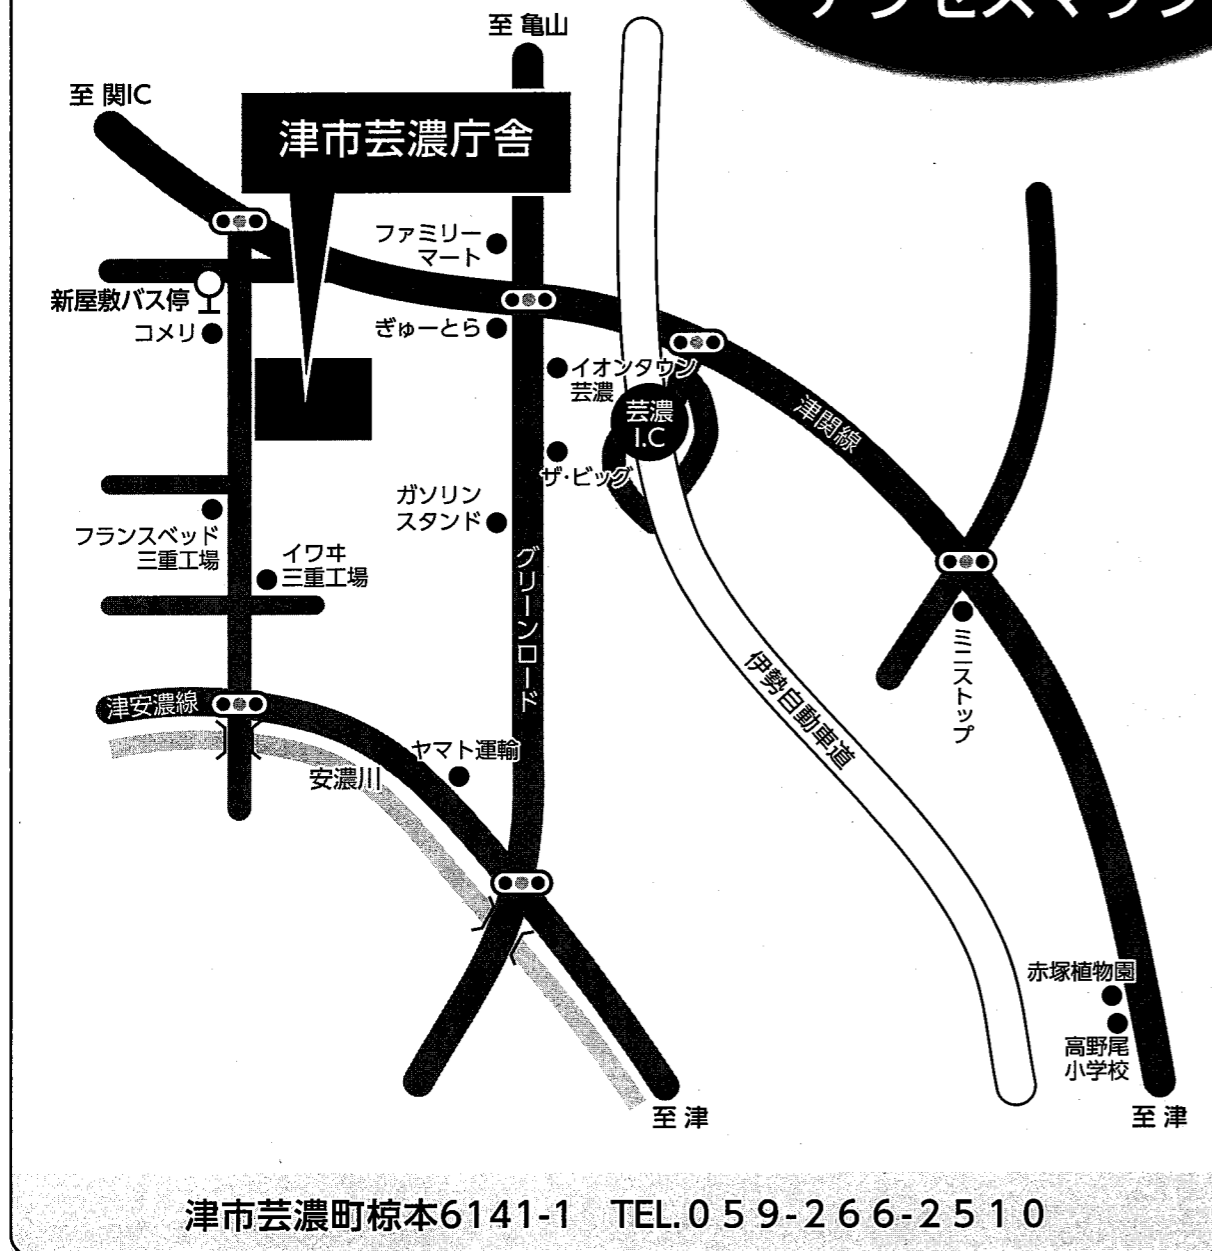 アクセスマップ
至 亀山
至 関IC
津市芸濃庁舎
ファミリー
マート
新屋敷バス停
コメリ
ぎゅーとら
イオンタウン
芸濃
芸濃
I.C
津関線
ザ・ビッグ
ガソリン
スタンド
フランスベッド
三重工場
イワヰ
三重工場
グリーンロード
ミニストップ
伊勢自動車道
津安濃線
ヤマト運輸
安濃川
赤塚植物園
高野尾
小学校
至 津
至 津
津市芸濃町椋本6141-1 TEL.059-266-2510